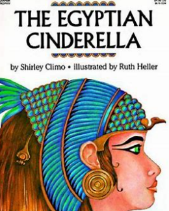 THE EGYPTIAN
CINDERELLA
by Shirley Climo • Illustrated by Ruth Heller